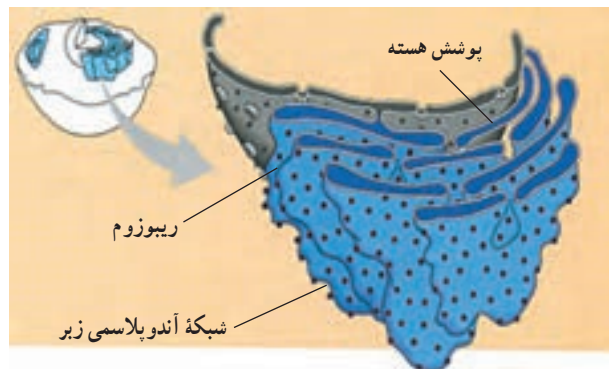 پوشش هسته
ریبوزوم
شبکهٔ آندوپلاسمی زبر